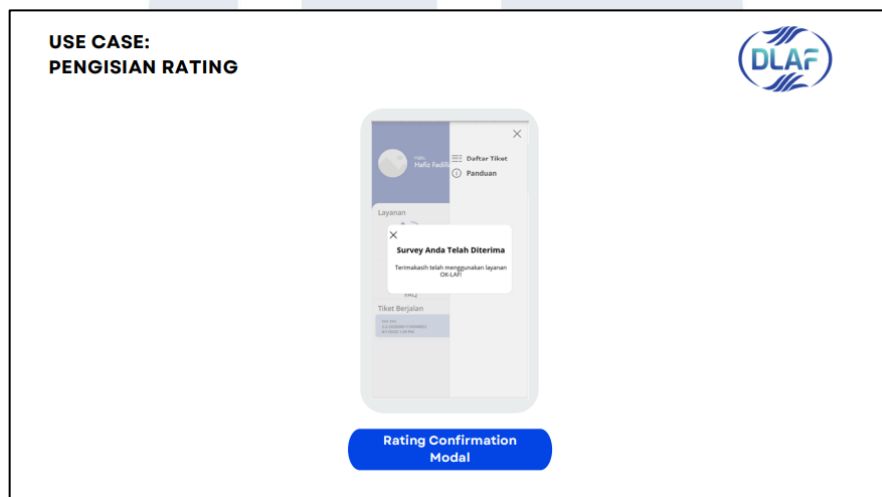 USE CASE:
PENGISIAN RATING
DLAF
Hafiz Fadill
Daftar Tiket
Panduan
Layanan
Survey Anda Telah Diterima
Terimakasih telah menggunakan layanan
OK-LAF!
FAQ
Tiket Berjalan
Rating Confirmation
Modal